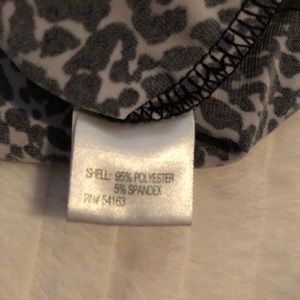 SHELL: 95% POLYESTER
5% SPANDEX
RN# 54163